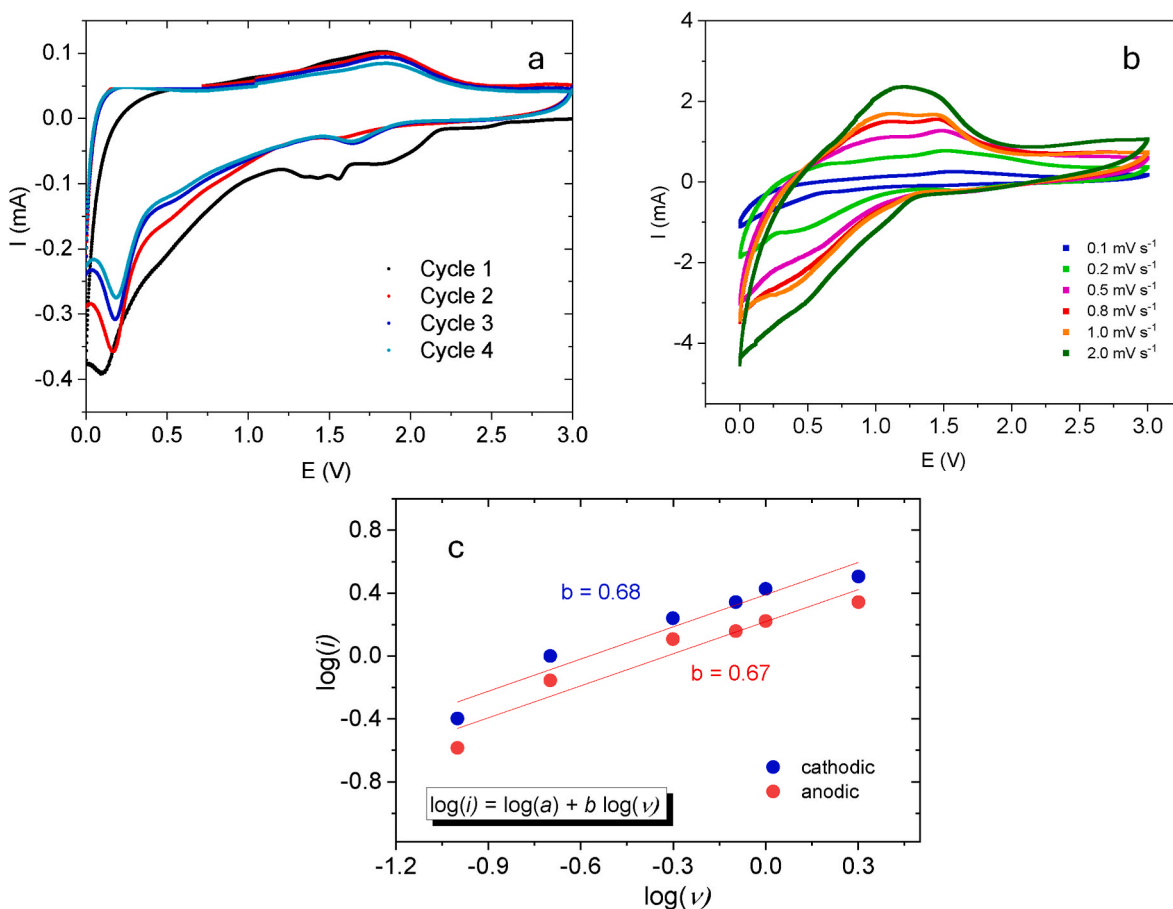 a
I (mA)
0.1
0.0
-0.1
-0.2
-0.3
-0.4
Cycle 1
Cycle 2
Cycle 3
Cycle 4
0.0 0.5 1.0 1.5 2.0 2.5 3.0
E (V)
b
I (mA)
4
2
0
-2
-4
0.1 mV s⁻¹
0.2 mV s⁻¹
0.5 mV s⁻¹
0.8 mV s⁻¹
1.0 mV s⁻¹
2.0 mV s⁻¹
0.0 0.5 1.0 1.5 2.0 2.5 3.0
E (V)
c
log(i)
0.8
0.4
0.0
-0.4
-0.8
b = 0.68
b = 0.67
cathodic
anodic
log(i) = log(a) + b log(ν)
-1.2 -0.9 -0.6 -0.3 0.0 0.3
log(ν)